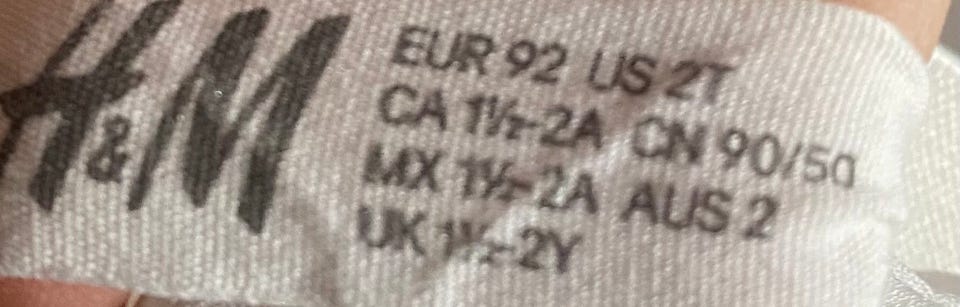 H&M
EUR 92 US 2T
CA 1½-2A CN 90/50
MX 1½-2A AUS 2
UK 1½-2Y